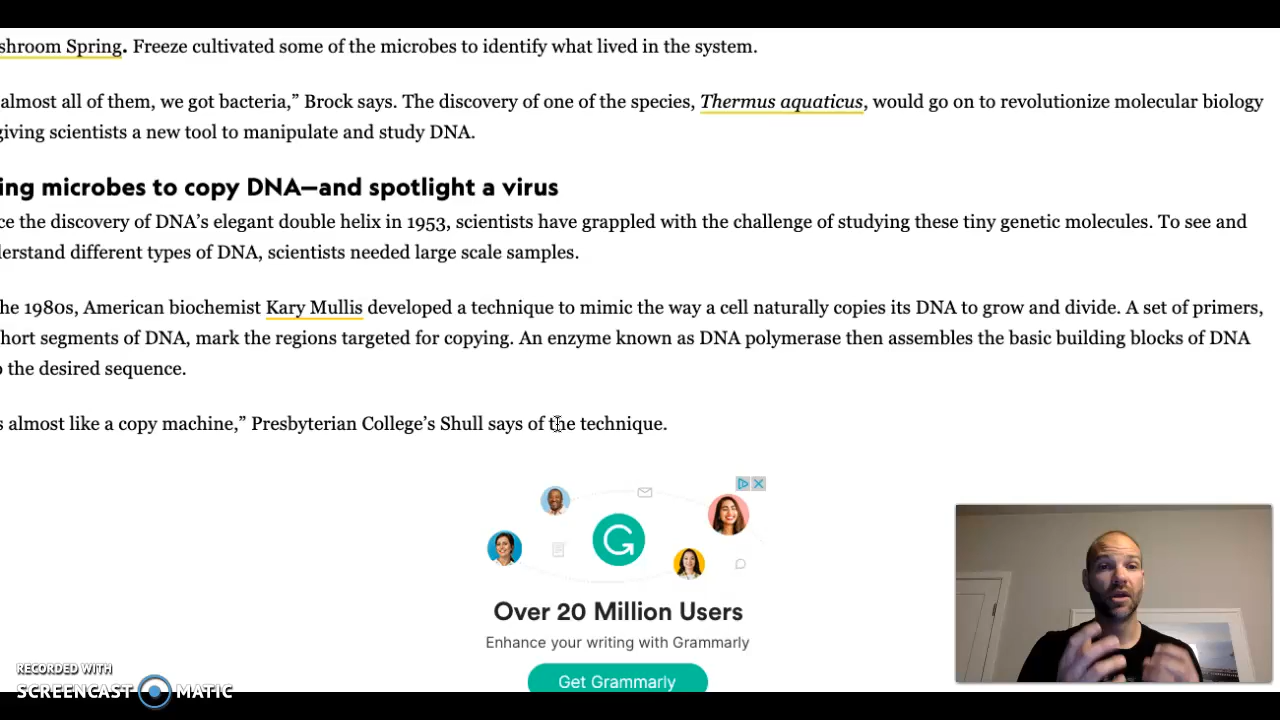 shroom Spring. Freeze cultivated some of the microbes to identify what lived in the system.
almost all of them, we got bacteria,” Brock says. The discovery of one of the species, Thermus aquaticus, would go on to revolutionize molecular biology
giving scientists a new tool to manipulate and study DNA.
ing microbes to copy DNA—and spotlight a virus
ce the discovery of DNA’s elegant double helix in 1953, scientists have grappled with the challenge of studying these tiny genetic molecules. To see and
derstand different types of DNA, scientists needed large scale samples.
he 1980s, American biochemist Kary Mullis developed a technique to mimic the way a cell naturally copies its DNA to grow and divide. A set of primers,
hort segments of DNA, mark the regions targeted for copying. An enzyme known as DNA polymerase then assembles the basic building blocks of DNA
o the desired sequence.
s almost like a copy machine,” Presbyterian College’s Shull says of the technique.
Over 20 Million Users
Enhance your writing with Grammarly
Get Grammarly
RECORDED WITH
SCREENCAST MATIC